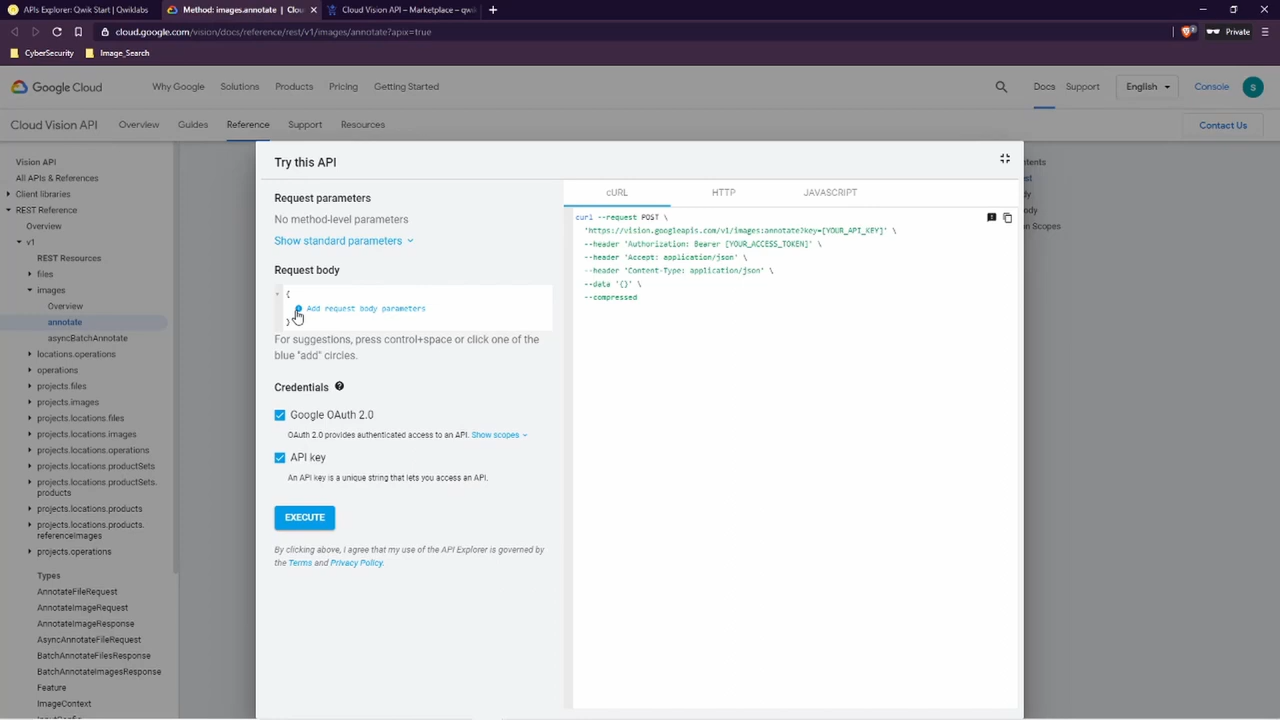 APIs Explorer: Qwik Start | Qwiklabs
Method: images.annotate | Clou
Cloud Vision API – Marketplace – qwi
cloud.google.com/vision/docs/reference/rest/v1/images/annotate?apix=true
Private
CyberSecurity
Image_Search
Google Cloud
Why Google
Solutions
Products
Pricing
Getting Started
Docs
Support
English
Console
s
Cloud Vision API
Overview
Guides
Reference
Support
Resources
Contact Us
Vision API
All APIs & References
Client libraries
REST Reference
Overview
v1
REST Resources
files
images
Overview
annotate
asyncBatchAnnotate
locations.operations
operations
projects.files
projects.images
projects.locations.files
projects.locations.images
projects.locations.operations
projects.locations.productSets
projects.locations.productSets.
products
projects.locations.products
projects.locations.products.
referenceImages
projects.operations
Types
AnnotateFileRequest
AnnotateImageRequest
AnnotateImageResponse
AsyncAnnotateFileRequest
BatchAnnotateFilesResponse
BatchAnnotateImagesResponse
Feature
ImageContext
Try this API
Request parameters
No method-level parameters
Show standard parameters
Request body
{
Add request body parameters
}
For suggestions, press control+space or click one of the
blue "add" circles.
Credentials
Google OAuth 2.0
OAuth 2.0 provides authenticated access to an API. Show scopes
API key
An API key is a unique string that lets you access an API.
EXECUTE
By clicking above, I agree that my use of the API Explorer is governed by
the Terms and Privacy Policy.
cURL
HTTP
JAVASCRIPT
curl --request POST \
'https://vision.googleapis.com/v1/images:annotate?key=[YOUR_API_KEY]' \
--header 'Authorization: Bearer [YOUR_ACCESS_TOKEN]' \
--header 'Accept: application/json' \
--header 'Content-Type: application/json' \
--data '{}' \
--compressed